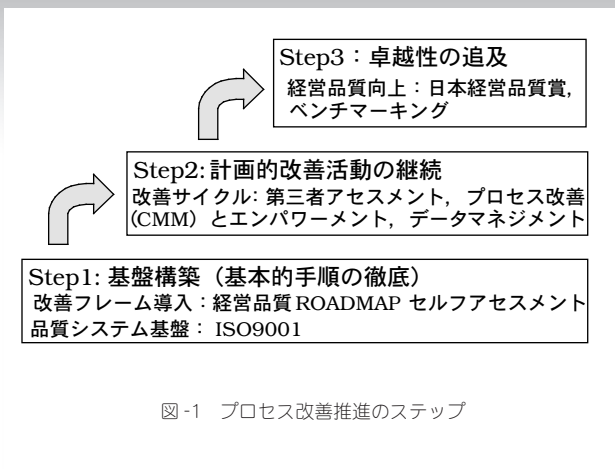 Step3：卓越性の追及
経営品質向上：日本経営品質賞，
ベンチマーキング
Step2:計画的改善活動の継続
改善サイクル：第三者アセスメント，プロセス改善
(CMM）とエンパワーメント，データマネジメント
Step1: 基盤構築（基本的手順の徹底）
改善フレーム導入：経営品質 ROADMAP セルフアセスメント
品質システム基盤： ISO9001
図-1　プロセス改善推進のステップ